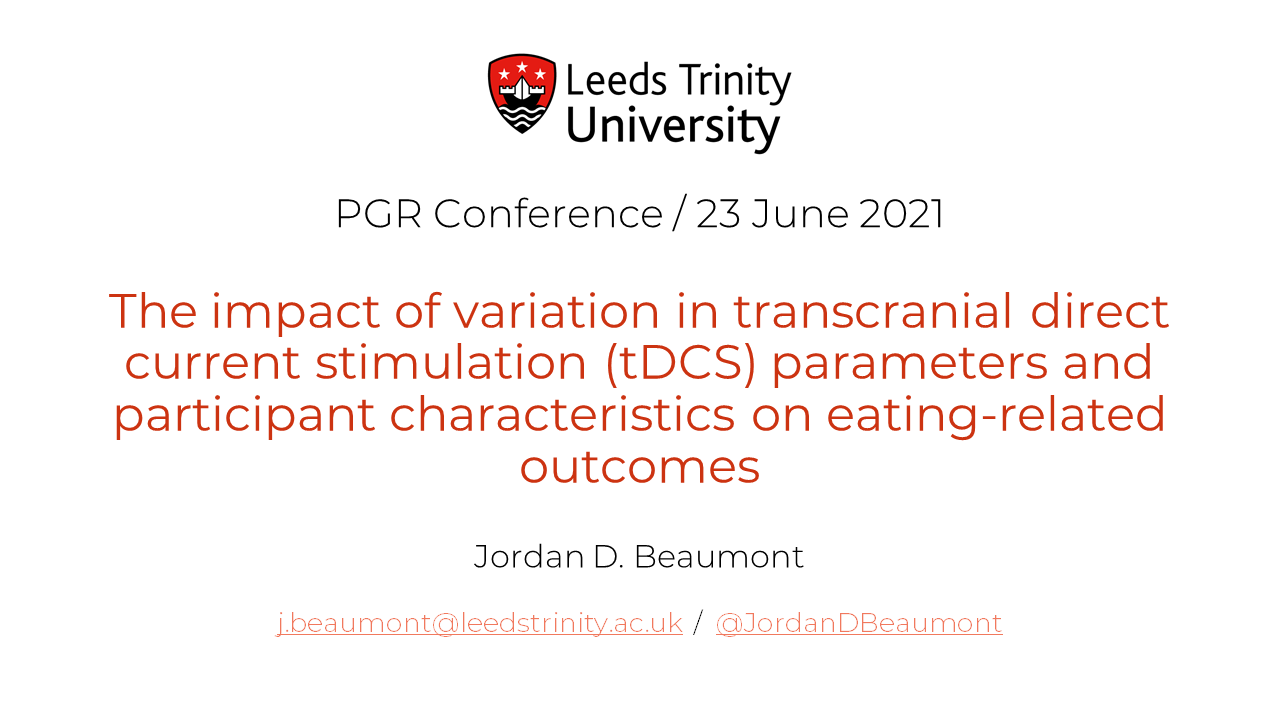 Leeds Trinity
University
PGR Conference / 23 June 2021
The impact of variation in transcranial direct
current stimulation (tDCS) parameters and
participant characteristics on eating-related
outcomes
Jordan D. Beaumont
j.beaumont@leedstrinity.ac.uk / @JordanDBeaumont